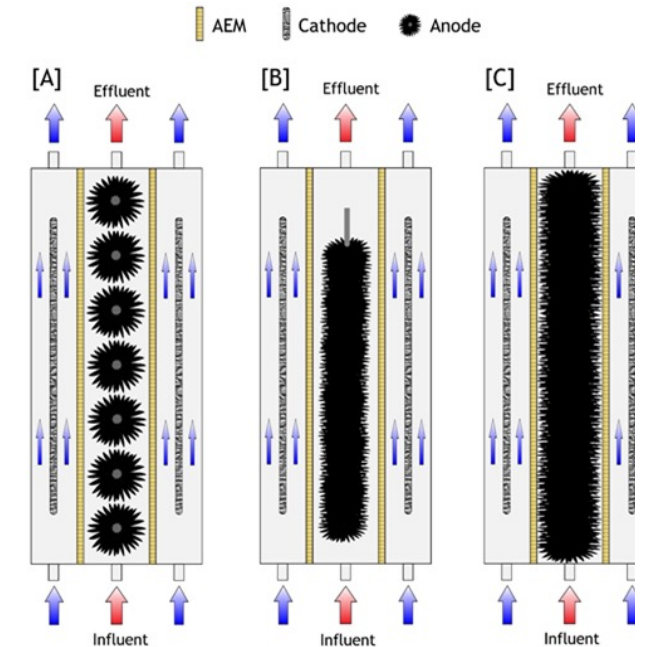 AEM Cathode Anode
[A] [B] [C]
Effluent Effluent Effluent
Influent Influent Influent